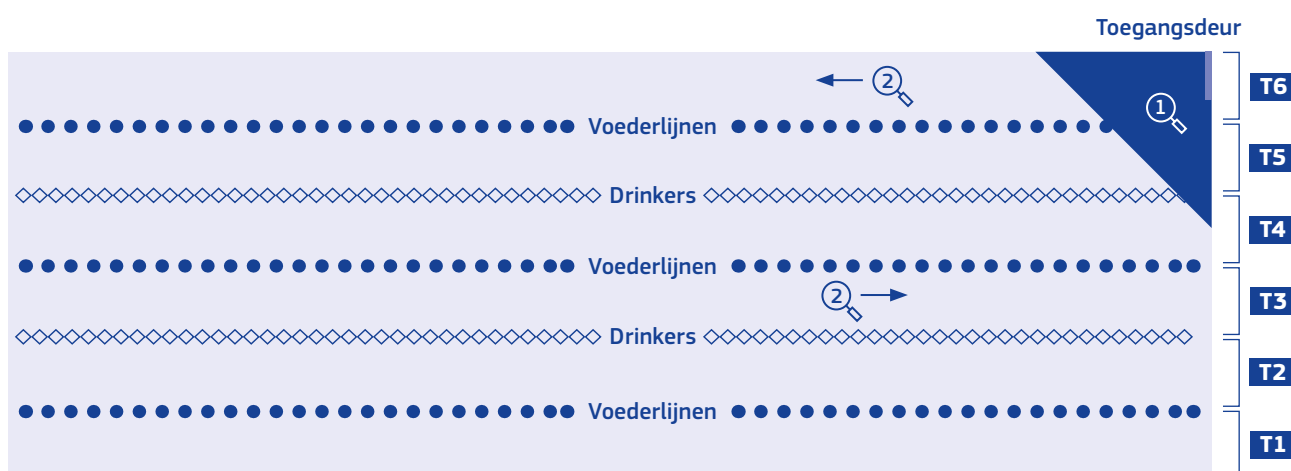 Toegangsdeur
2
1
T6
Voederlijnen
T5
Drinkers
T4
Voederlijnen
2
T3
Drinkers
T2
Voederlijnen
T1